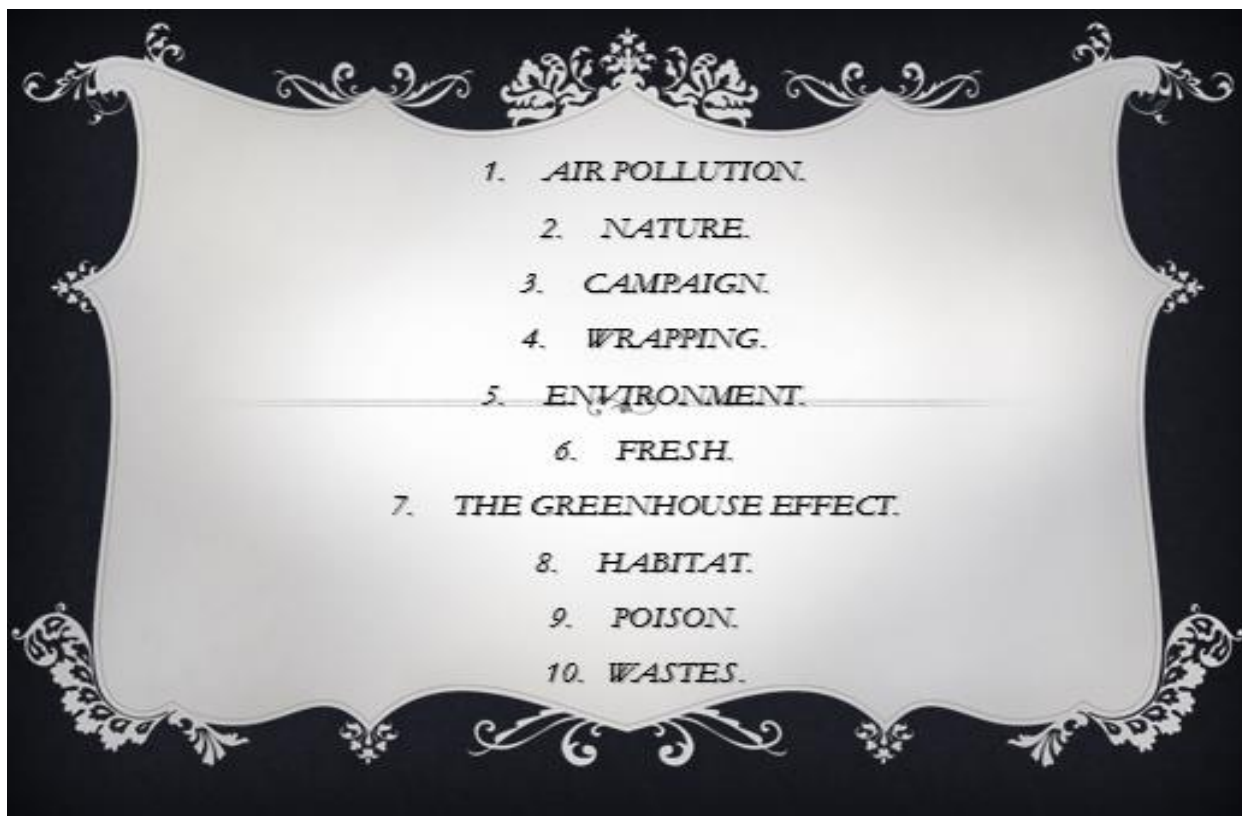 1. AIR POLLUTION.
2. NATURE.
3. CAMPAIGN.
4. WRAPPING.
5. ENVIRONMENT.
6. FRESH.
7. THE GREENHOUSE EFFECT.
8. HABITAT.
9. POISON.
10. WASTES.